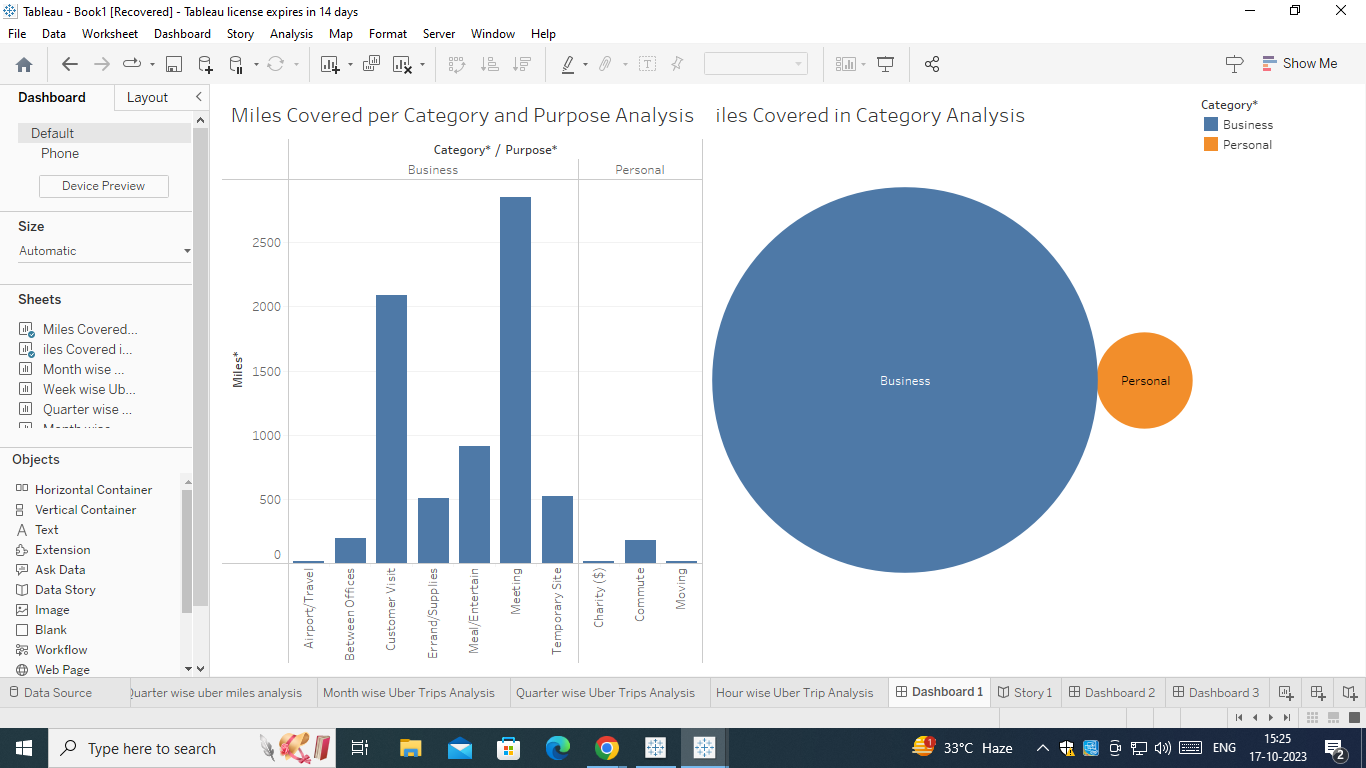 Tableau - Book1 [Recovered] - Tableau license expires in 14 days
File Data Worksheet Dashboard Story Analysis Map Format Server Window Help
Show Me
Dashboard Layout
Default
Phone
Device Preview
Size
Automatic
Sheets
Miles Covered...
iles Covered i...
Month wise ...
Week wise Ub...
Quarter wise ...
Month wise
Objects
Horizontal Container
Vertical Container
Text
Extension
Ask Data
Data Story
Image
Blank
Workflow
Web Page
Miles Covered per Category and Purpose Analysis
Category* / Purpose*
Business Personal
Miles*
2500
2000
1500
1000
500
0
Airport/Travel
Between Offices
Customer Visit
Errand/Supplies
Meal/Entertain
Meeting
Temporary Site
Charity ($)
Commute
Moving
iles Covered in Category Analysis
Business
Personal
Category*
Business
Personal
Data Source Quarter wise uber miles analysis Month wise Uber Trips Analysis Quarter wise Uber Trips Analysis Hour wise Uber Trip Analysis Dashboard 1 Story 1 Dashboard 2 Dashboard 3
Type here to search
1
33°C Haze
ENG
15:25
17-10-2023
2